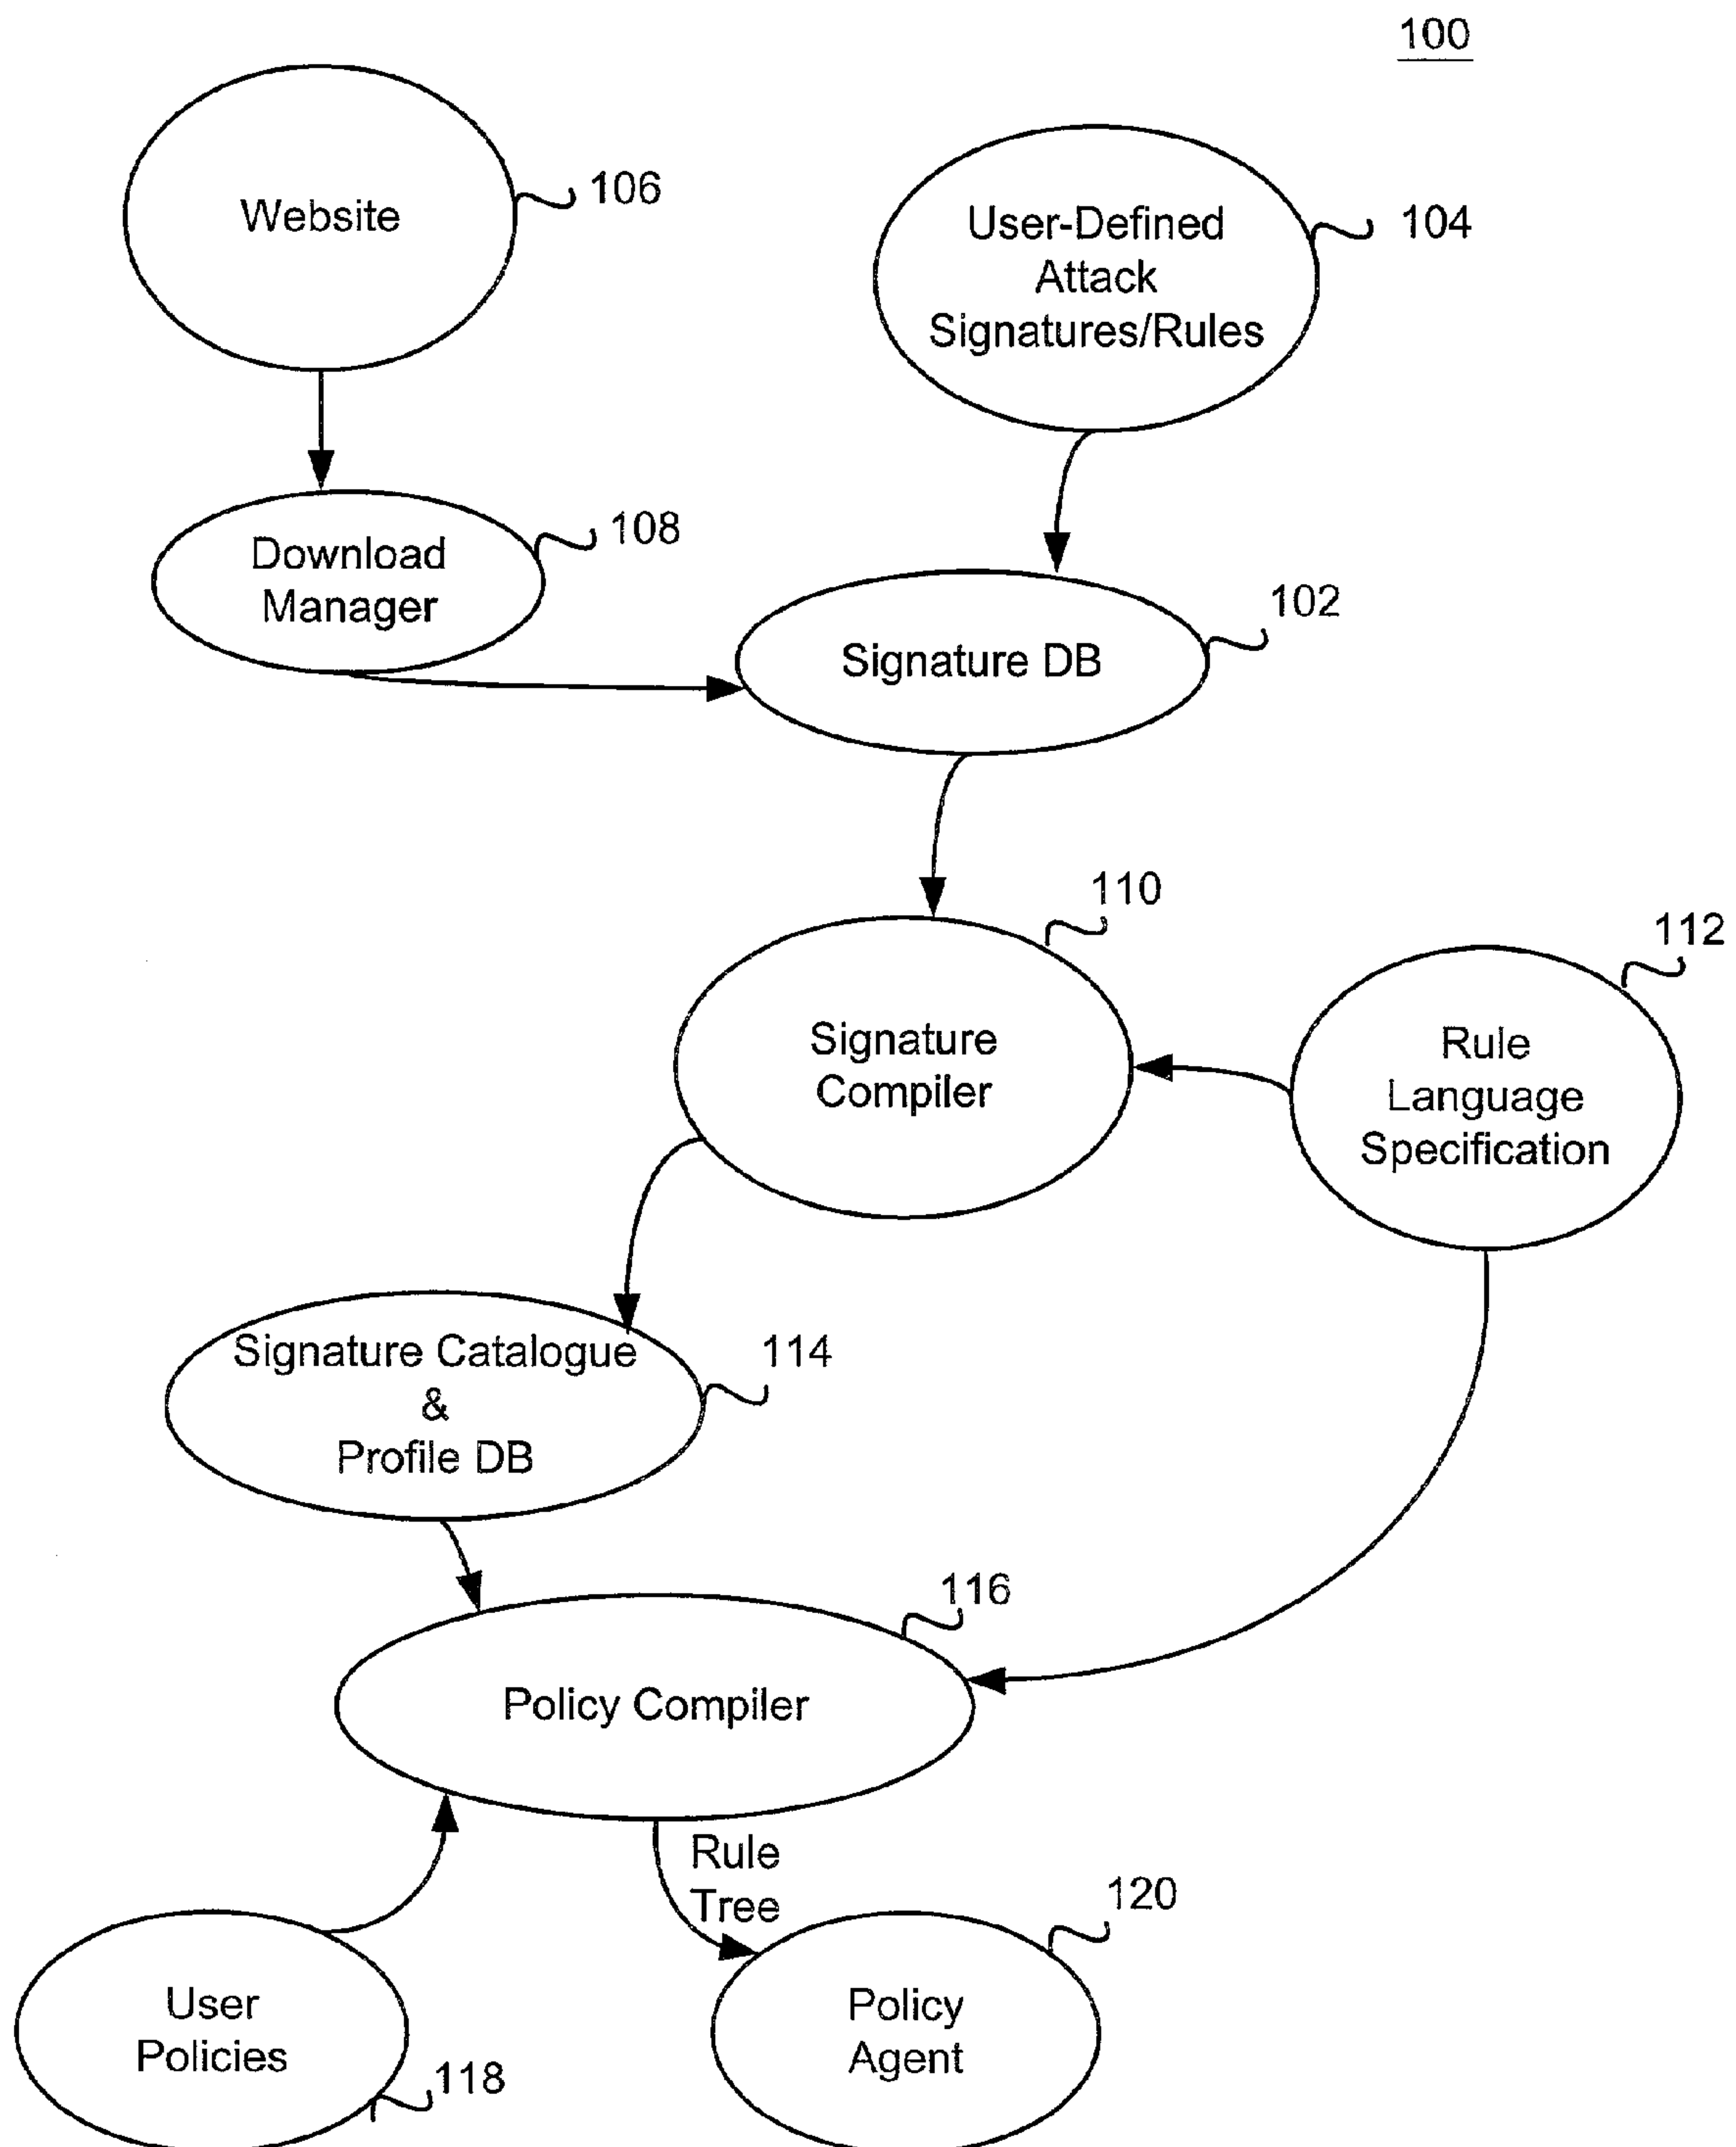 100
Website
106
User-Defined
Attack
Signatures/Rules
104
Download
Manager
108
Signature DB
102
Signature
Compiler
110
Rule
Language
Specification
112
Signature Catalogue
&
Profile DB
114
Policy Compiler
116
Rule
Tree
User
Policies
118
Policy
Agent
120